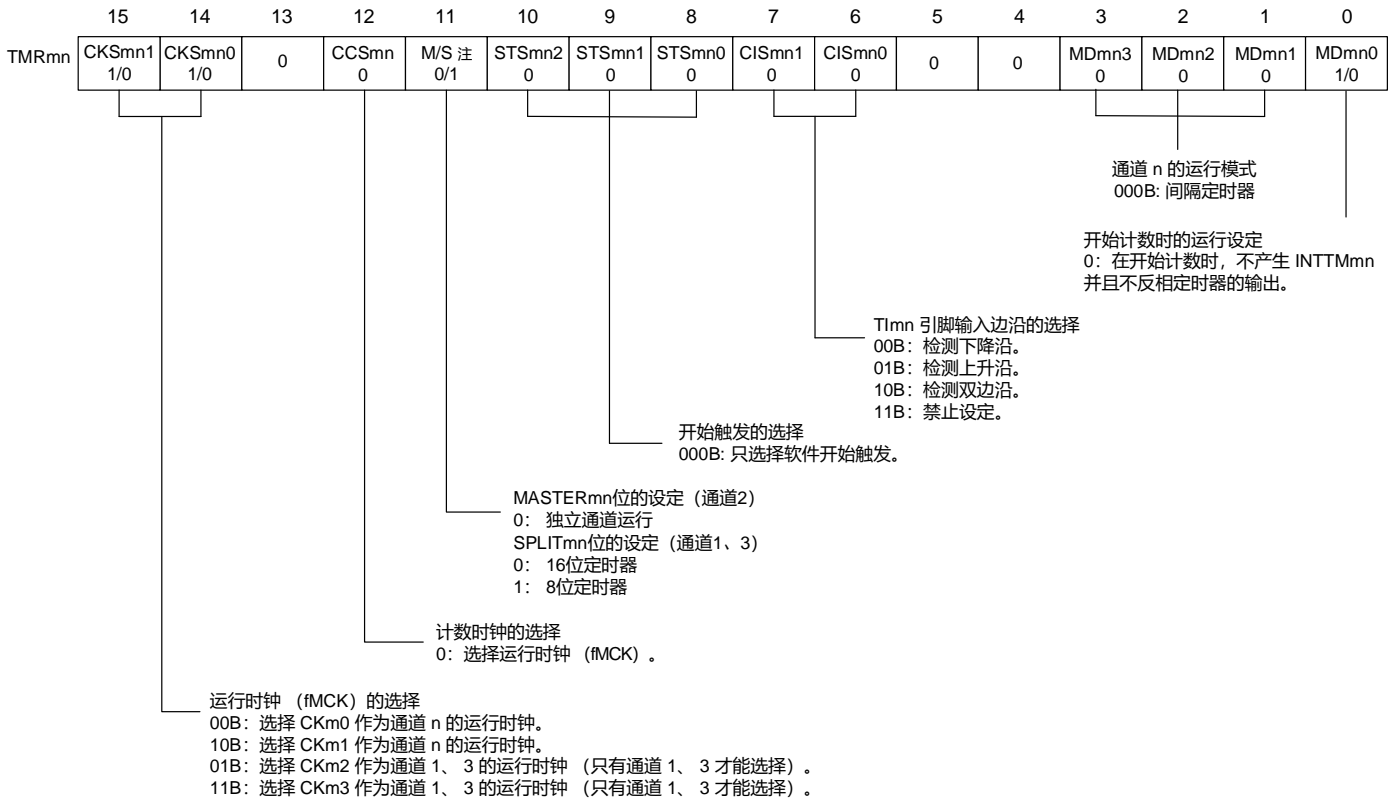 15 14 13 12 11 10 9 8 7 6 5 4 3 2 1 0
TMRmn CKSmn1 CKSmn0 0 CCSmn M/S 注 STSmn2 STSmn1 STSmn0 CISmn1 CISmn0 0 0 MDmn3 MDmn2 MDmn1 MDmn0
1/0 1/0 0 0/1 0 0 0 0 0 0 0 0 1/0
通道 n 的运行模式
000B: 间隔定时器
开始计数时的运行设定
0：在开始计数时，不产生 INTTMmn
并且不反相定时器的输出。
TImn 引脚输入边沿的选择
00B：检测下降沿。
01B：检测上升沿。
10B：检测双边沿。
11B：禁止设定。
开始触发的选择
000B: 只选择软件开始触发。
MASTERmn位的设定（通道2）
0： 独立通道运行
SPLITmn位的设定（通道1、3）
0： 16位定时器
1： 8位定时器
计数时钟的选择
0：选择运行时钟 （fMCK）。
运行时钟 （fMCK）的选择
00B：选择 CKm0 作为通道 n 的运行时钟。
10B：选择 CKm1 作为通道 n 的运行时钟。
01B：选择 CKm2 作为通道 1、 3 的运行时钟 （只有通道 1、 3 才能选择）。
11B：选择 CKm3 作为通道 1、 3 的运行时钟 （只有通道 1、 3 才能选择）。